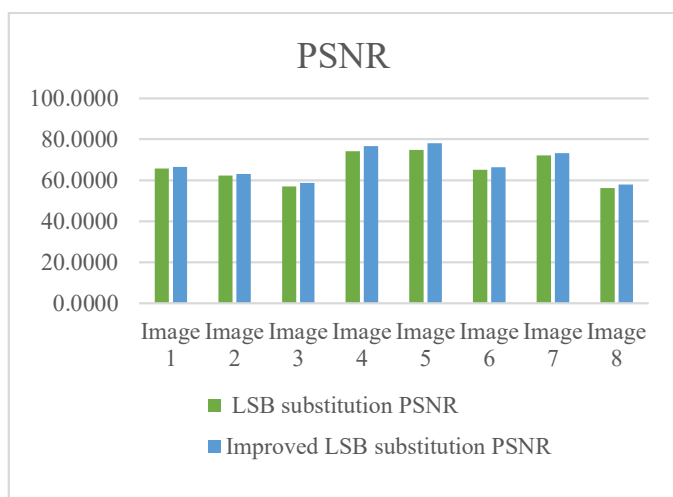 PSNR
100.0000
80.0000
60.0000
40.0000
20.0000
0.0000
Image Image Image Image Image Image Image Image
1 2 3 4 5 6 7 8
LSB substitution PSNR
Improved LSB substitution PSNR